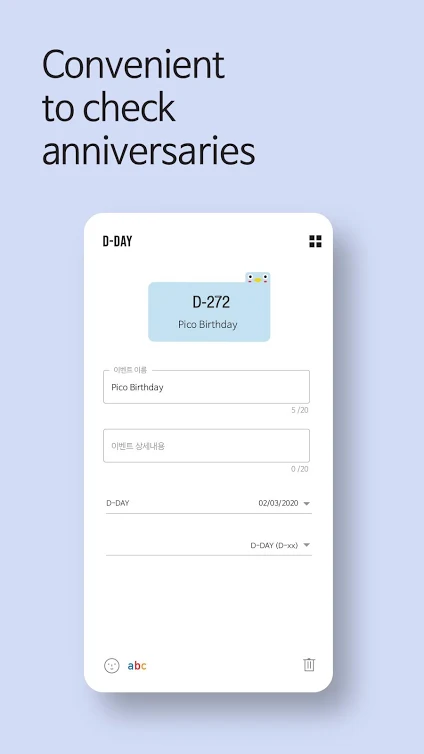 Convenient
to check
anniversaries
D-DAY
D-272
Pico Birthday
이벤트 이름
Pico Birthday
5 /20
이벤트 상세내용
0 /20
D-DAY 02/03/2020
D-DAY (D-xx)
abc